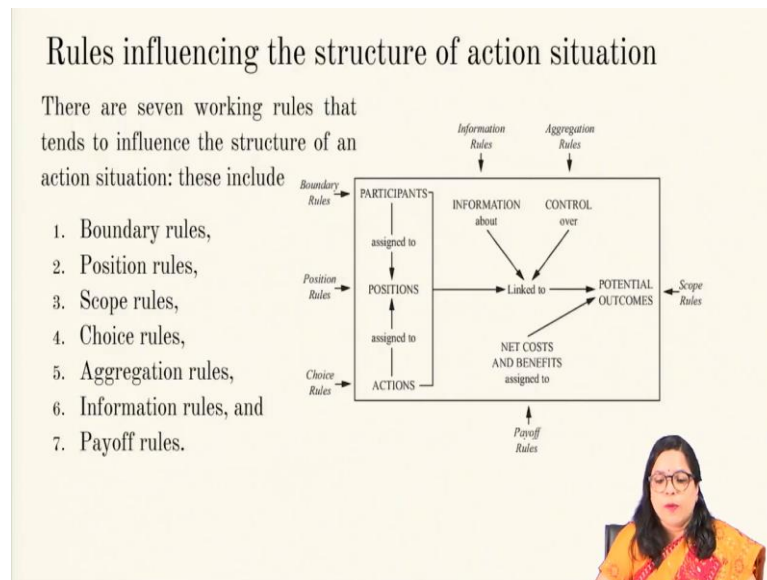 Rules influencing the structure of action situation
There are seven working rules that
tends to influence the structure of an
action situation: these include
1. Boundary rules,
2. Position rules,
3. Scope rules,
4. Choice rules,
5. Aggregation rules,
6. Information rules, and
7. Payoff rules.
Information
Rules
Aggregation
Rules
Boundary
Rules
PARTICIPANTS
INFORMATION
about
CONTROL
over
assigned to
Position
Rules
POSITIONS
Linked to
POTENTIAL
OUTCOMES
Scope
Rules
assigned to
NET COSTS
AND BENEFITS
assigned to
Choice
Rules
ACTIONS
Payoff
Rules